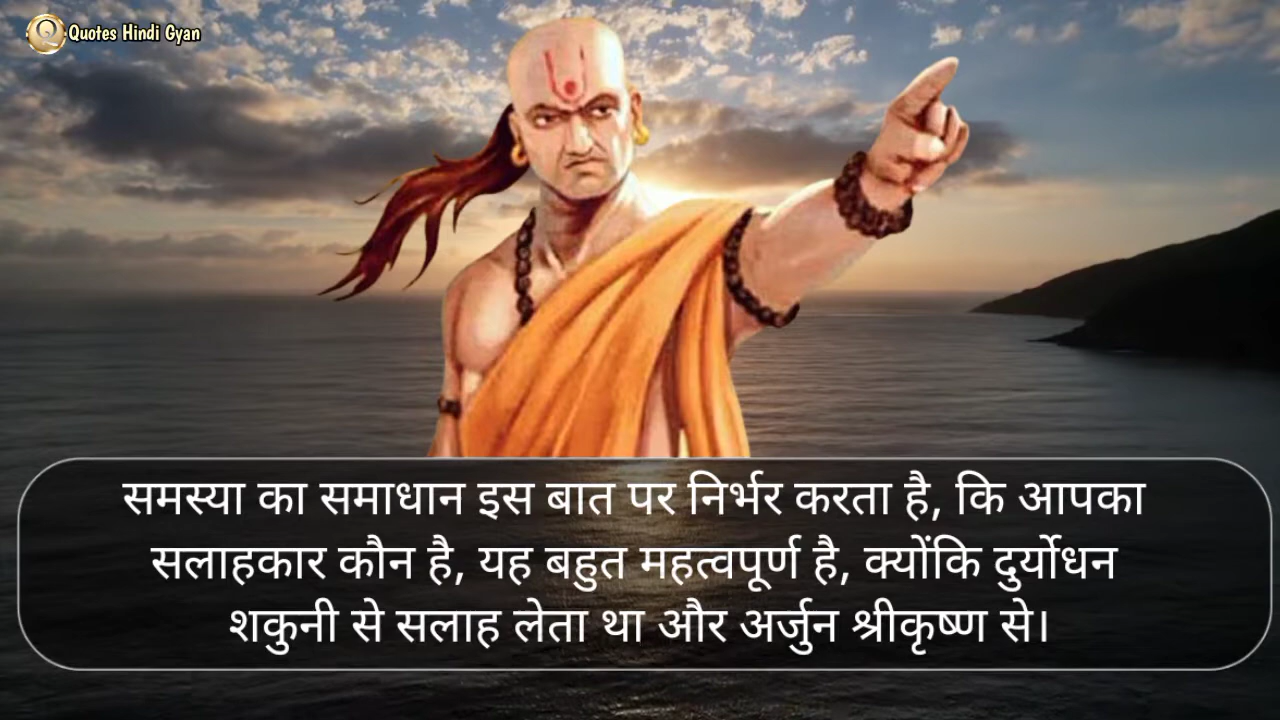 Quotes Hindi Gyan
समस्या का समाधान इस बात पर निर्भर करता है, कि आपका
सलाहकार कौन है, यह बहुत महत्वपूर्ण है, क्योंकि दुर्योधन
शकुनी से सलाह लेता था और अर्जुन श्रीकृष्ण से।